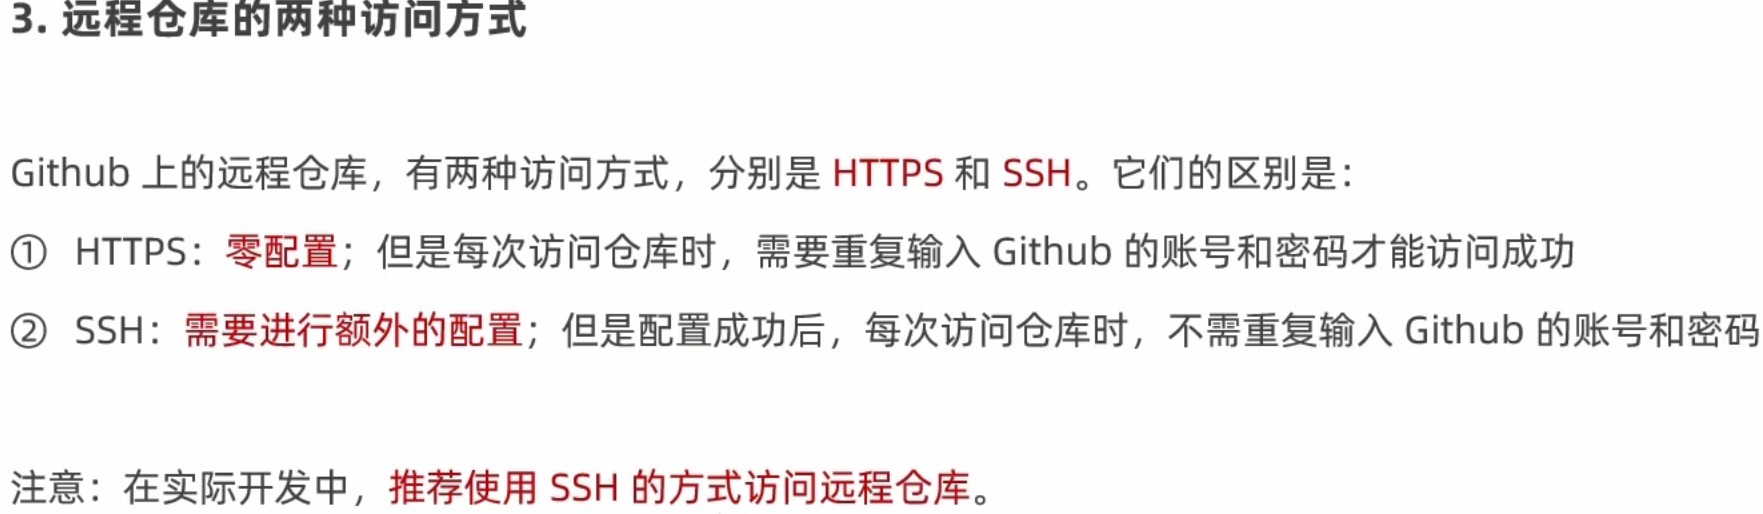 3. 远程仓库的两种访问方式
Github 上的远程仓库，有两种访问方式，分别是 HTTPS 和 SSH。它们的区别是：
① HTTPS：零配置；但是每次访问仓库时，需要重复输入 Github 的账号和密码才能访问成功
② SSH：需要进行额外的配置；但是配置成功后，每次访问仓库时，不需重复输入 Github 的账号和密码
注意：在实际开发中，推荐使用 SSH 的方式访问远程仓库。